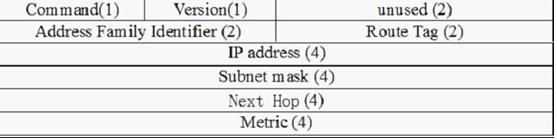 Command(1) Version(1) unused (2)
Address Family Identifier (2) Route Tag (2)
IP address (4)
Subnet mask (4)
Next Hop (4)
Metric (4)